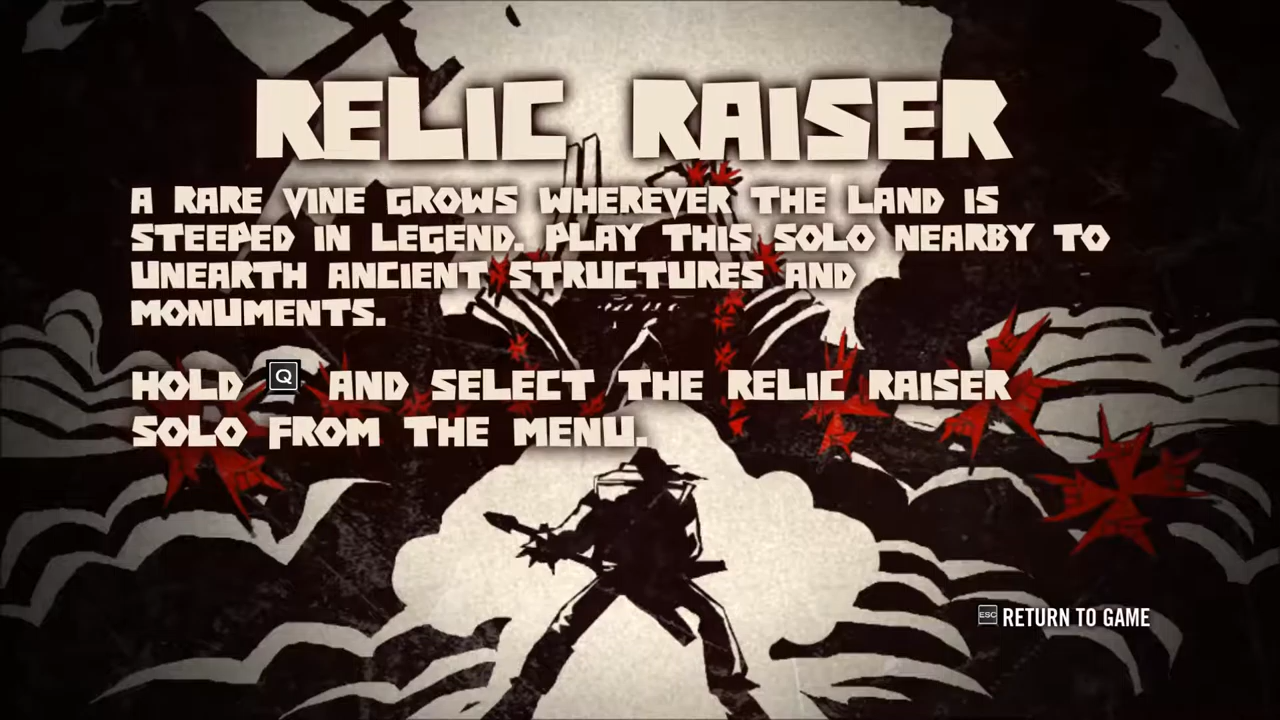 RELIC RAISER
A RARE VINE GROWS WHEREVER THE LAND IS
STEEPED IN LEGEND. PLAY THIS SOLO NEARBY TO
UNEARTH ANCIENT STRUCTURES AND
MONUMENTS.
HOLD Q AND SELECT THE RELIC RAISER
SOLO FROM THE MENU.
ESC RETURN TO GAME